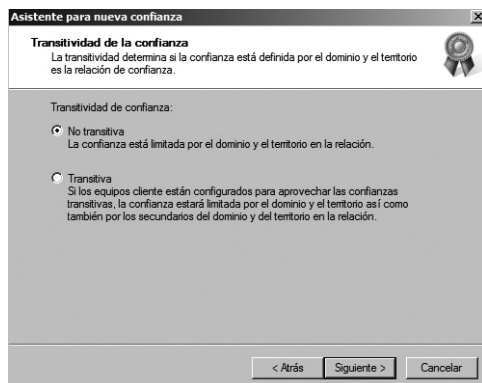 Asistente para nueva confianza
Transitividad de la confianza
La transitividad determina si la confianza está definida por el dominio y el territorio
es la relación de confianza.
Transitividad de confianza:
No transitiva
La confianza está limitada por el dominio y el territorio en la relación.
Transitiva
Si los equipos cliente están configurados para aprovechar las confianzas
transitivas, la confianza estará limitada por el dominio y el territorio así como
también por los secundarios del dominio y del territorio en la relación.
< Atrás Siguiente > Cancelar